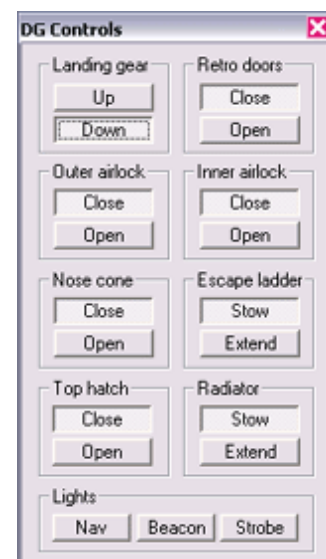 DG Controls
Landing gear
Up
Down
Retro doors
Close
Open
Outer airlock
Close
Open
Inner airlock
Close
Open
Nose cone
Close
Open
Escape ladder
Stow
Extend
Top hatch
Close
Open
Radiator
Stow
Extend
Lights
Nav Beacon Strobe